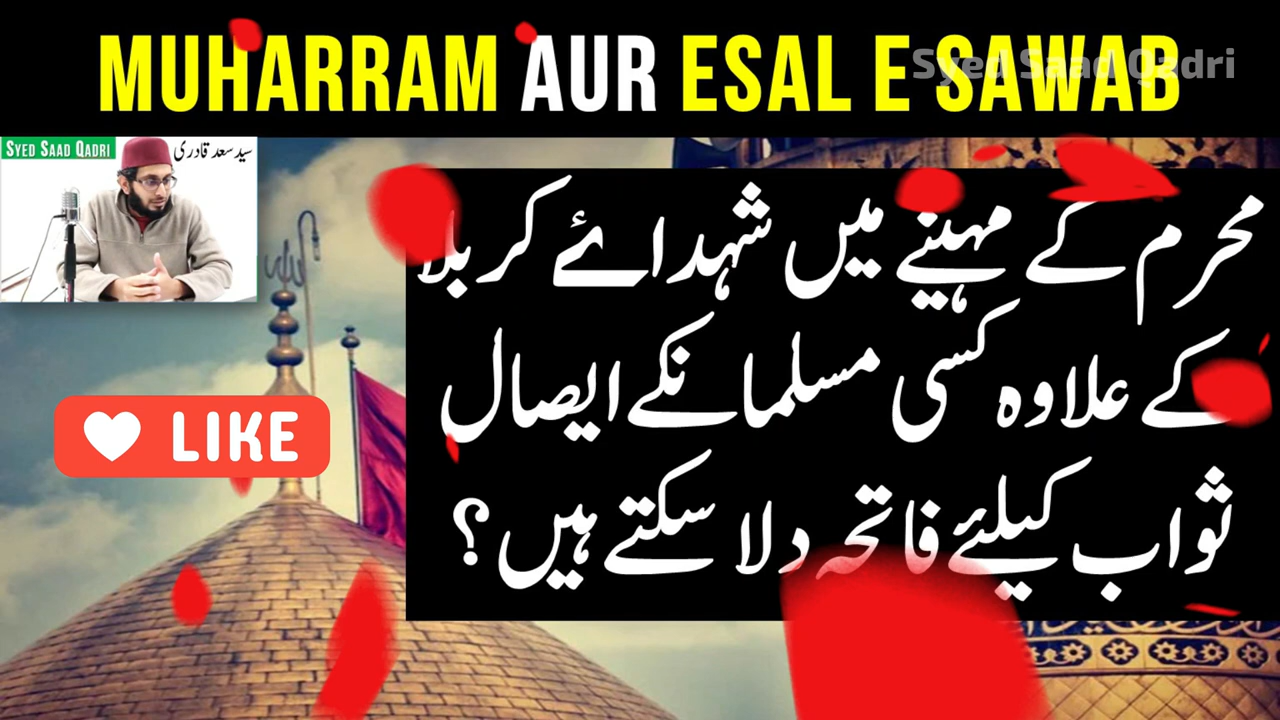 MUHARRAM AUR ESAL E SAWAB
Syed Saad Qadri
SYED SAAD QADRI سید سعد قادری
محرم کے مہینے میں شہدائے کربلا
کے علاوہ کسی مسلمانکے ایصال
ثواب کیلئے فاتحہ دلا سکتے ہیں؟
LIKE